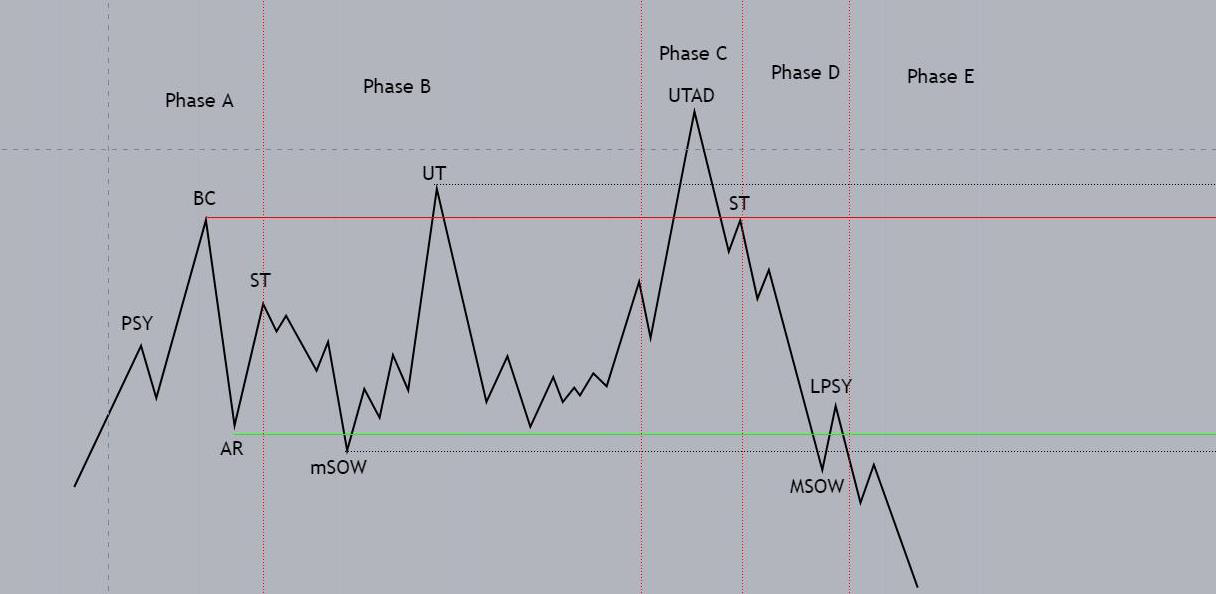 Phase A
Phase B
Phase C
Phase D
Phase E
UTAD
UT
BC
ST
ST
PSY
LPSY
AR
mSOW
MSOW